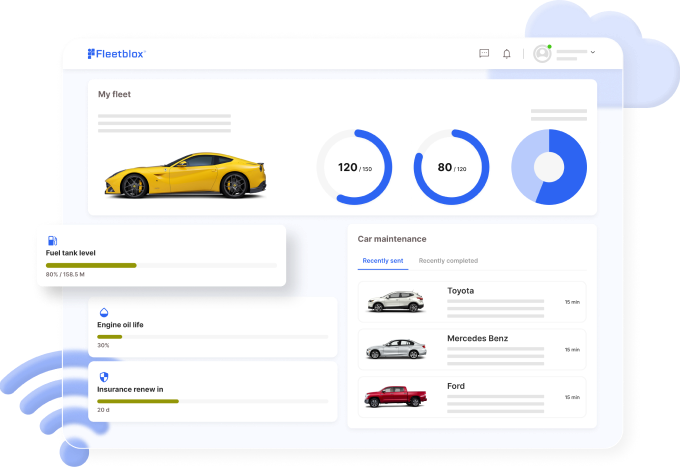 Fleetblox
My fleet
120 / 150
80 / 120
Fuel tank level
80% / 158.5 M
Engine oil life
30%
Insurance renew in
20 d
Car maintenance
Recently sent Recently completed
Toyota
15 min
Mercedes Benz
15 min
Ford
15 min